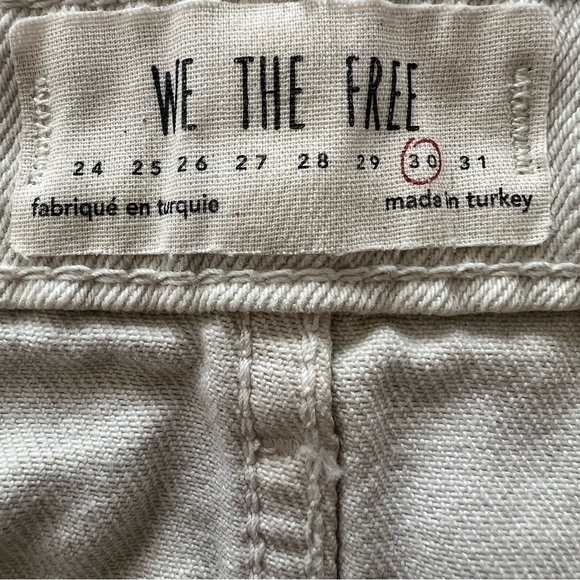 WE THE FREE
24 25 26 27 28 29 30 31
fabriqué en turquie made in turkey